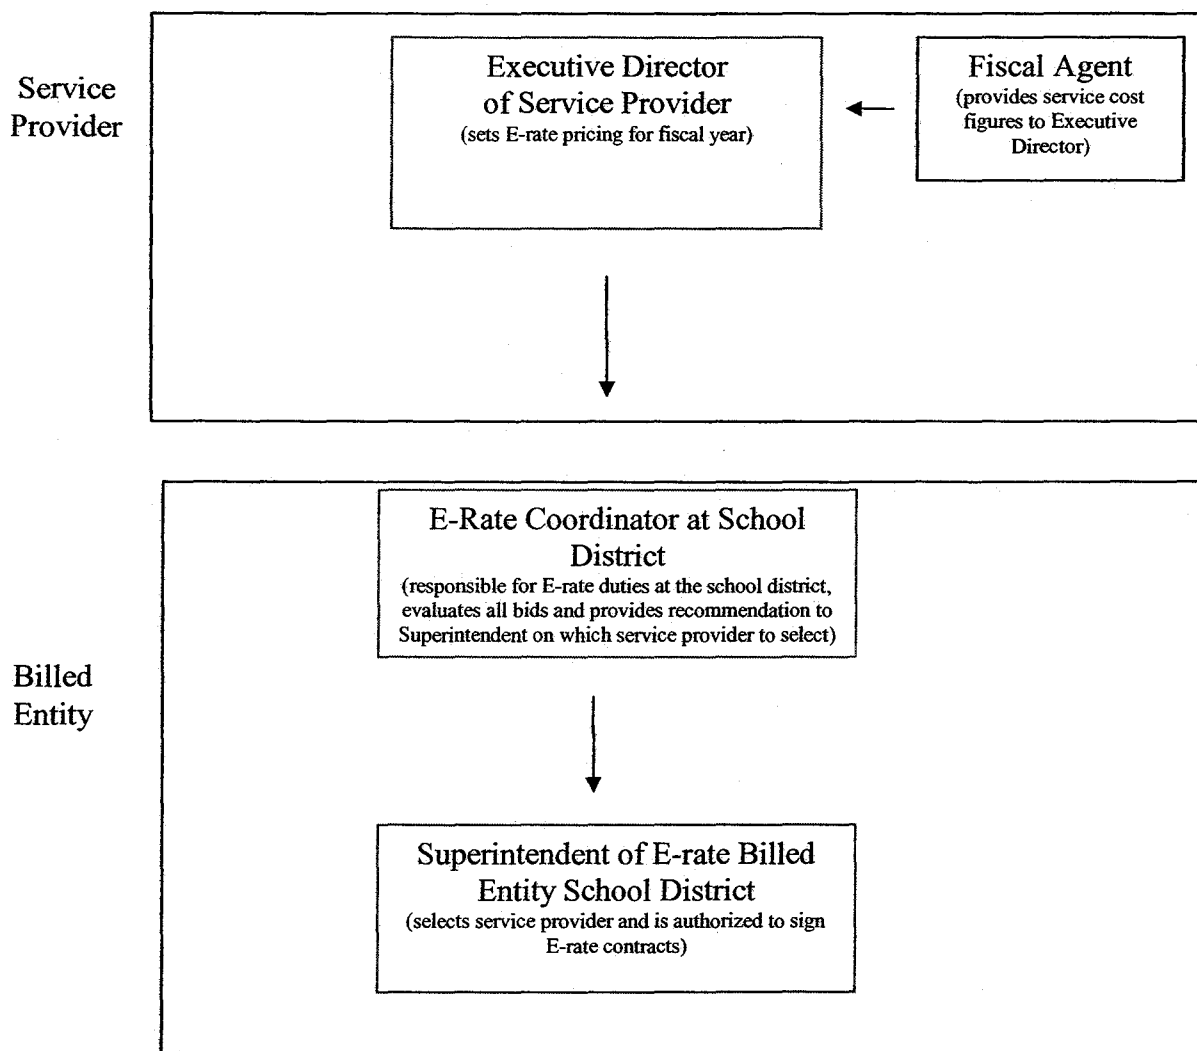 Service
Provider
Executive Director
of Service Provider
(sets E-rate pricing for fiscal year)
Fiscal Agent
(provides service cost
figures to Executive
Director)
Billed
Entity
E-Rate Coordinator at School
District
(responsible for E-rate duties at the school district,
evaluates all bids and provides recommendation to
Superintendent on which service provider to select)
Superintendent of E-rate Billed
Entity School District
(selects service provider and is authorized to sign
E-rate contracts)